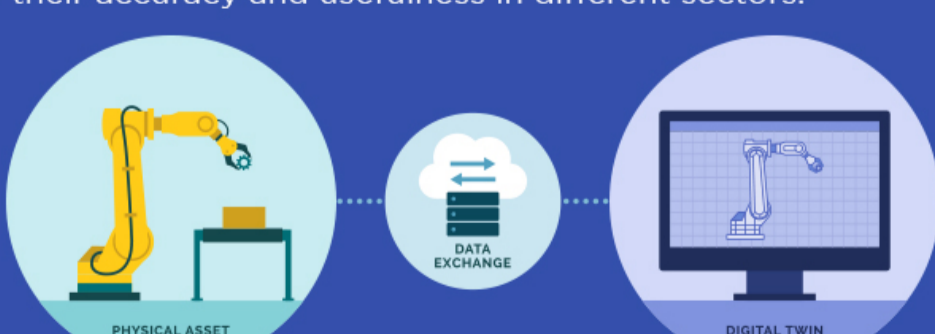 their accuracy and usefulness in different sectors.
DATA
EXCHANGE
PHYSICAL ASSET
DIGITAL TWIN